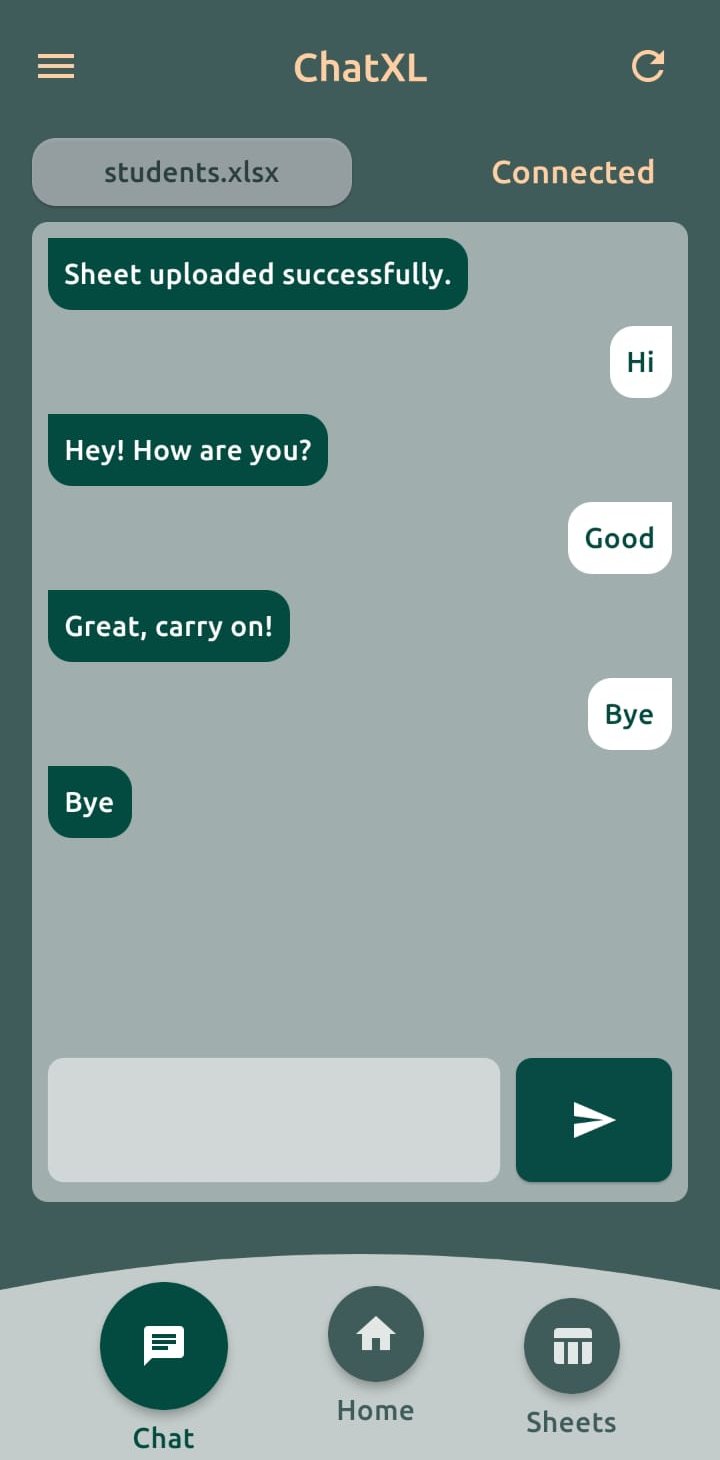 ChatXL
students.xlsx
Connected
Sheet uploaded successfully.
Hi
Hey! How are you?
Good
Great, carry on!
Bye
Bye
Chat
Home
Sheets